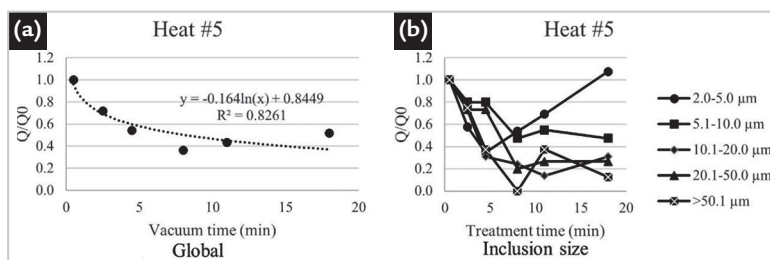 (a)
Heat #5
Q/Q0
1.2
1.0
0.8
0.6
0.4
0.2
0.0
y = -0.164ln(x) + 0.8449
R² = 0.8261
0 5 10 15 20
Vacuum time (min)
Global
(b)
Heat #5
Q/Q0
1.2
1.0
0.8
0.6
0.4
0.2
0.0
0 5 10 15 20
Treatment time (min)
Inclusion size
2.0-5.0 µm
5.1-10.0 µm
10.1-20.0 µm
20.1-50.0 µm
>50.1 µm